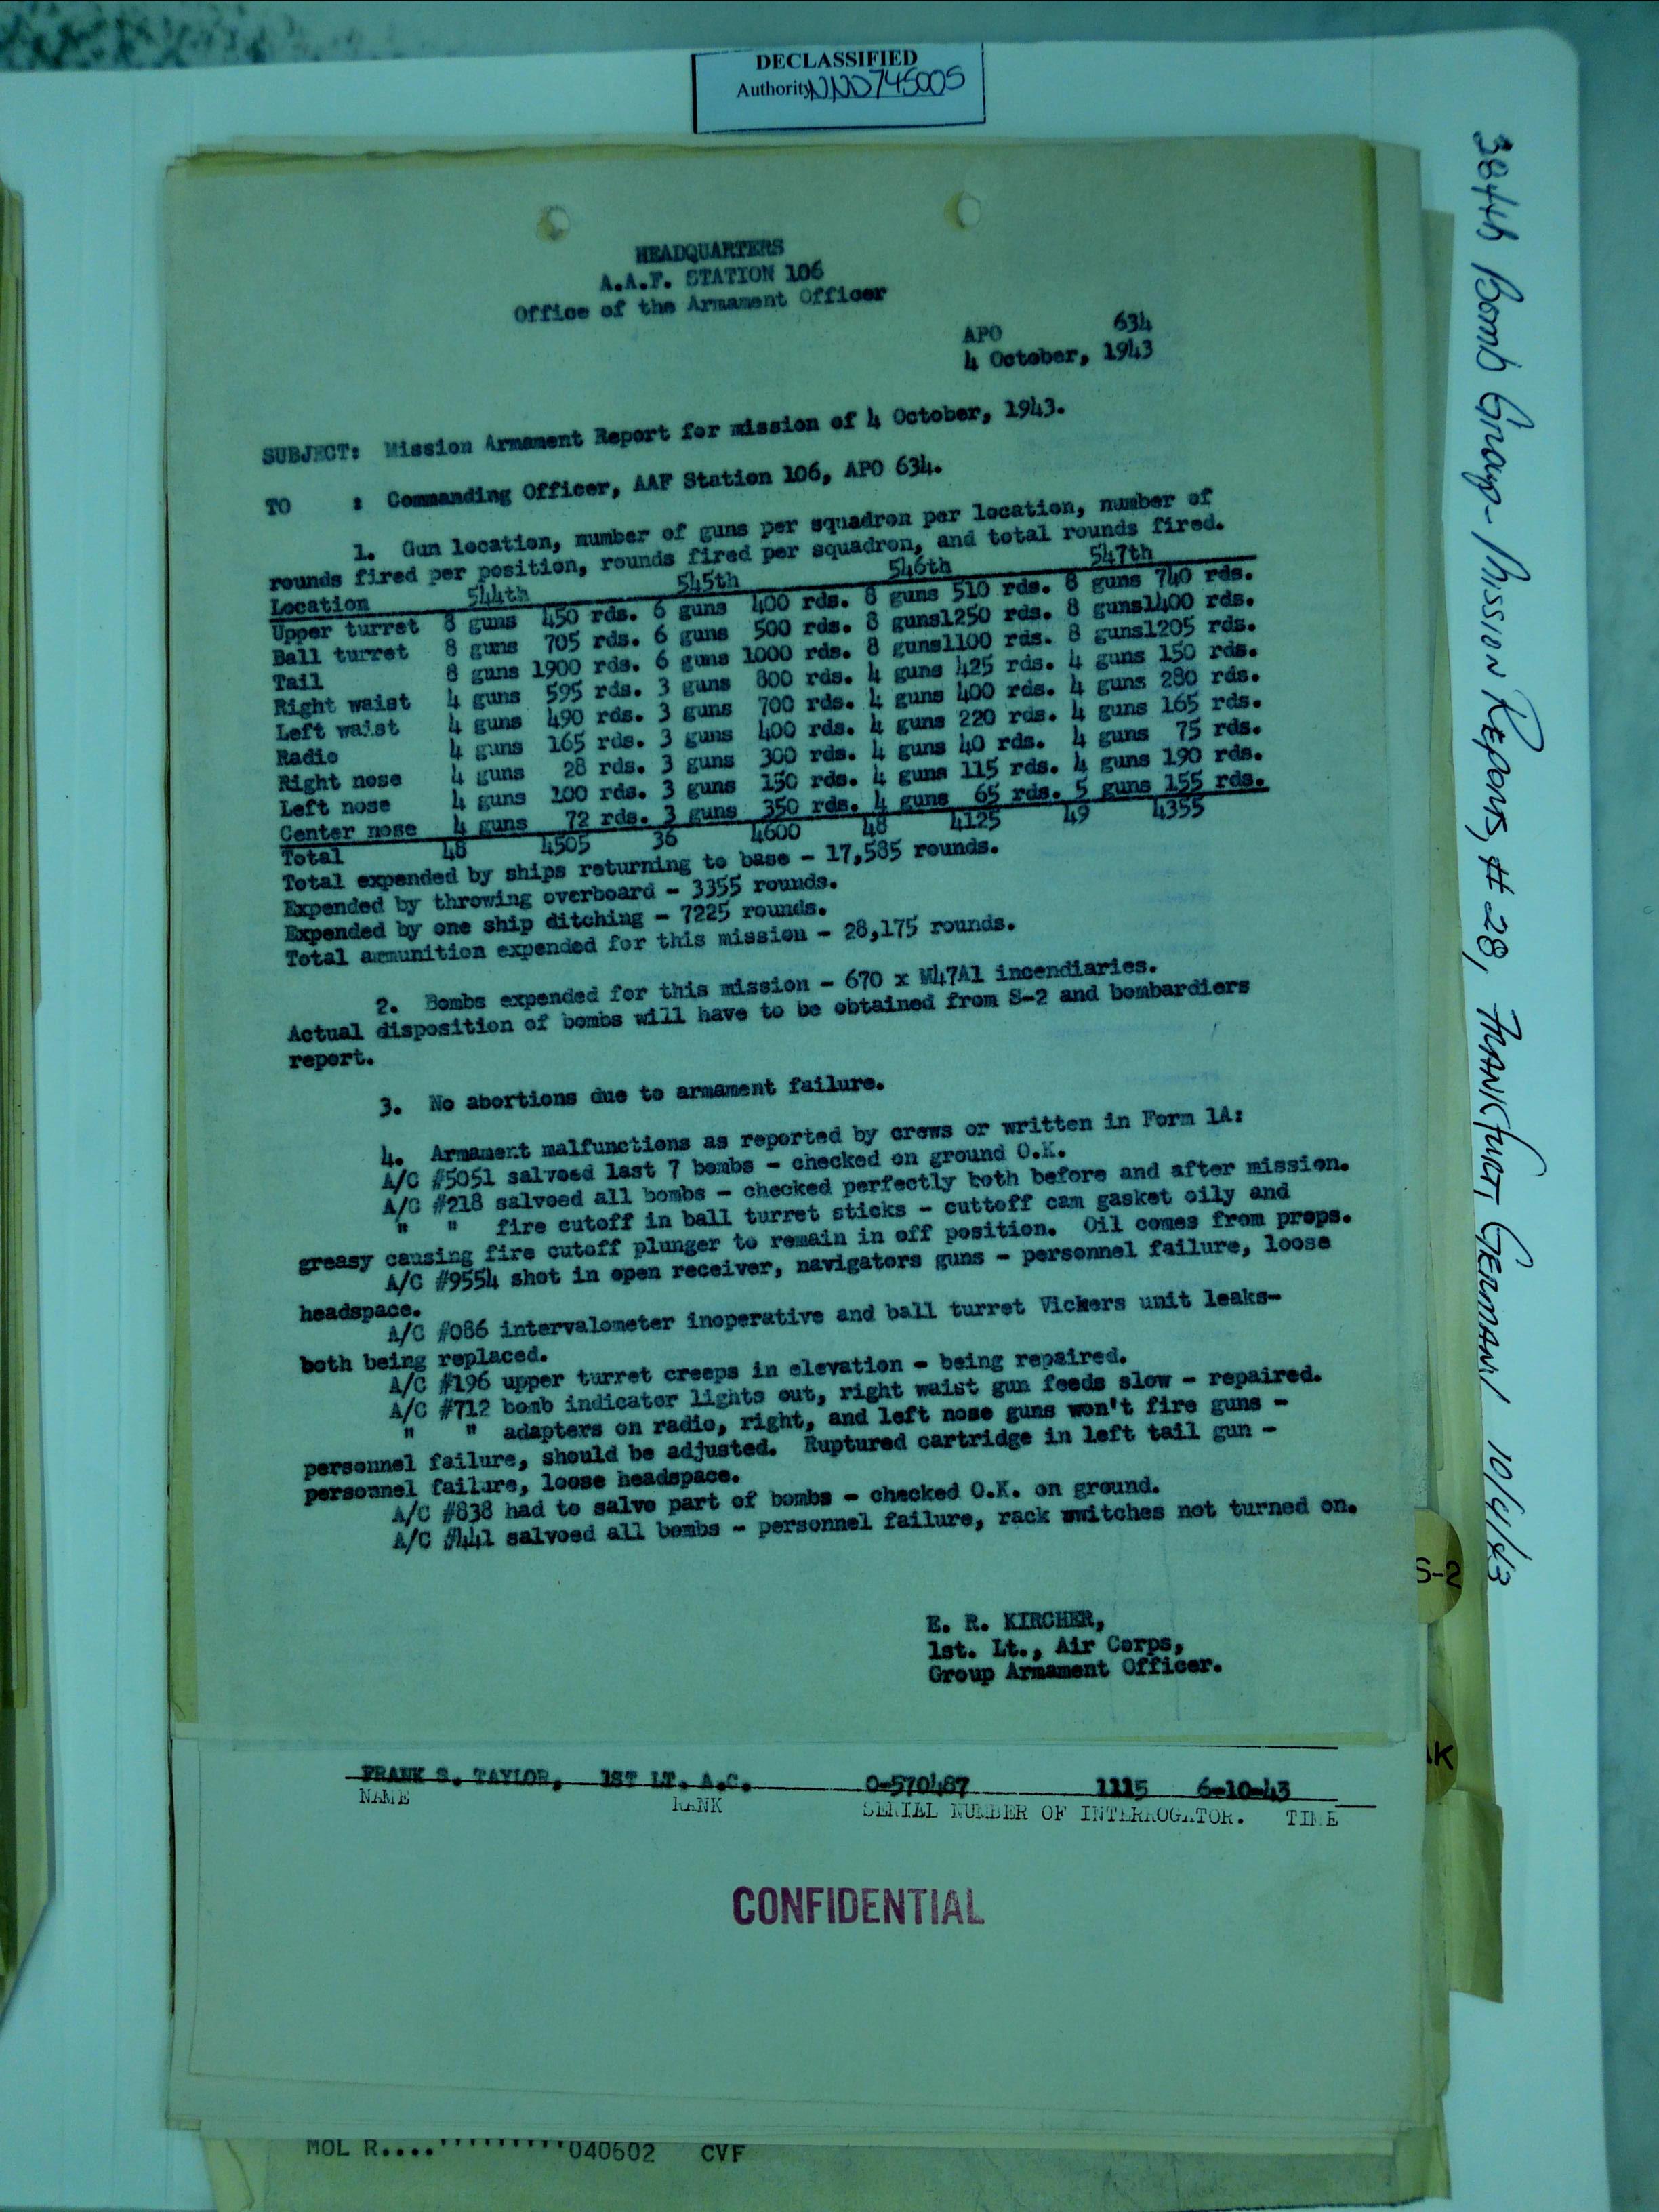 DECLASSIFIED
Authority NND745005
384th Bomb Group - Mission Reports, #28, Frankfurt, Germany 10/4/43
HEADQUARTERS
A.A.F. STATION 106
Office of the Armament Officer
APO 634
4 October, 1943
SUBJECT: Mission Armament Report for mission of 4 October, 1943.
TO : Commanding Officer, AAF Station 106, APO 634.
1. Gun location, number of guns per squadron per location, number of
rounds fired per position, rounds fired per squadron, and total rounds fired.
Location 544th 545th 546th 547th
Upper turret 8 guns 450 rds. 6 guns 400 rds. 8 guns 510 rds. 8 guns 740 rds.
Ball turret 8 guns 705 rds. 6 guns 500 rds. 8 guns1250 rds. 8 guns1400 rds.
Tail 8 guns 1900 rds. 6 guns 1000 rds. 8 guns1100 rds. 8 guns1205 rds.
Right waist 4 guns 595 rds. 3 guns 800 rds. 4 guns 425 rds. 4 guns 150 rds.
Left waist 4 guns 490 rds. 3 guns 700 rds. 4 guns 400 rds. 4 guns 280 rds.
Radio 4 guns 165 rds. 3 guns 400 rds. 4 guns 220 rds. 4 guns 165 rds.
Right nose 4 guns 28 rds. 3 guns 300 rds. 4 guns 40 rds. 4 guns 75 rds.
Left nose 4 guns 100 rds. 3 guns 150 rds. 4 guns 115 rds. 4 guns 190 rds.
Center nose 4 guns 72 rds. 3 guns 350 rds. 4 guns 65 rds. 5 guns 155 rds.
Total 48 4505 36 4600 48 4125 49 4355
Total expended by ships returning to base - 17,585 rounds.
Expended by throwing overboard - 3355 rounds.
Expended by one ship ditching - 7225 rounds.
Total ammunition expended for this mission - 28,175 rounds.
2. Bombs expended for this mission - 670 x M47A1 incendiaries.
Actual disposition of bombs will have to be obtained from S-2 and bombardiers
report.
3. No abortions due to armament failure.
4. Armament malfunctions as reported by crews or written in Form 1A:
A/C #5051 salvoed last 7 bombs - checked on ground O.K.
A/C #218 salvoed all bombs - checked perfectly both before and after mission.
" " fire cutoff in ball turret sticks - cuttoff cam gasket oily and
greasy causing fire cutoff plunger to remain in off position. Oil comes from props.
A/C #9554 shot in open receiver, navigators guns - personnel failure, loose
headspace.
A/C #086 intervalometer inoperative and ball turret Vickers unit leaks-
both being replaced.
A/C #196 upper turret creeps in elevation - being repaired.
A/C #712 bomb indicator lights out, right waist gun feeds slow - repaired.
" " adapters on radio, right, and left nose guns won't fire guns -
personnel failure, should be adjusted. Ruptured cartridge in left tail gun -
personnel failure, loose headspace.
A/C #838 had to salvo part of bombs - checked O.K. on ground.
A/C #441 salvoed all bombs - personnel failure, rack switches not turned on.
E. R. KIRCHER,
1st. Lt., Air Corps,
Group Armament Officer.
S-2
FRANK S. TAYLOR, 1ST LT. A.C. 0-570487 1115 6-10-43
NAME RANK SERIAL NUMBER OF INTERROGATOR. TIME
CONFIDENTIAL
MOL R.... 040602 CVF